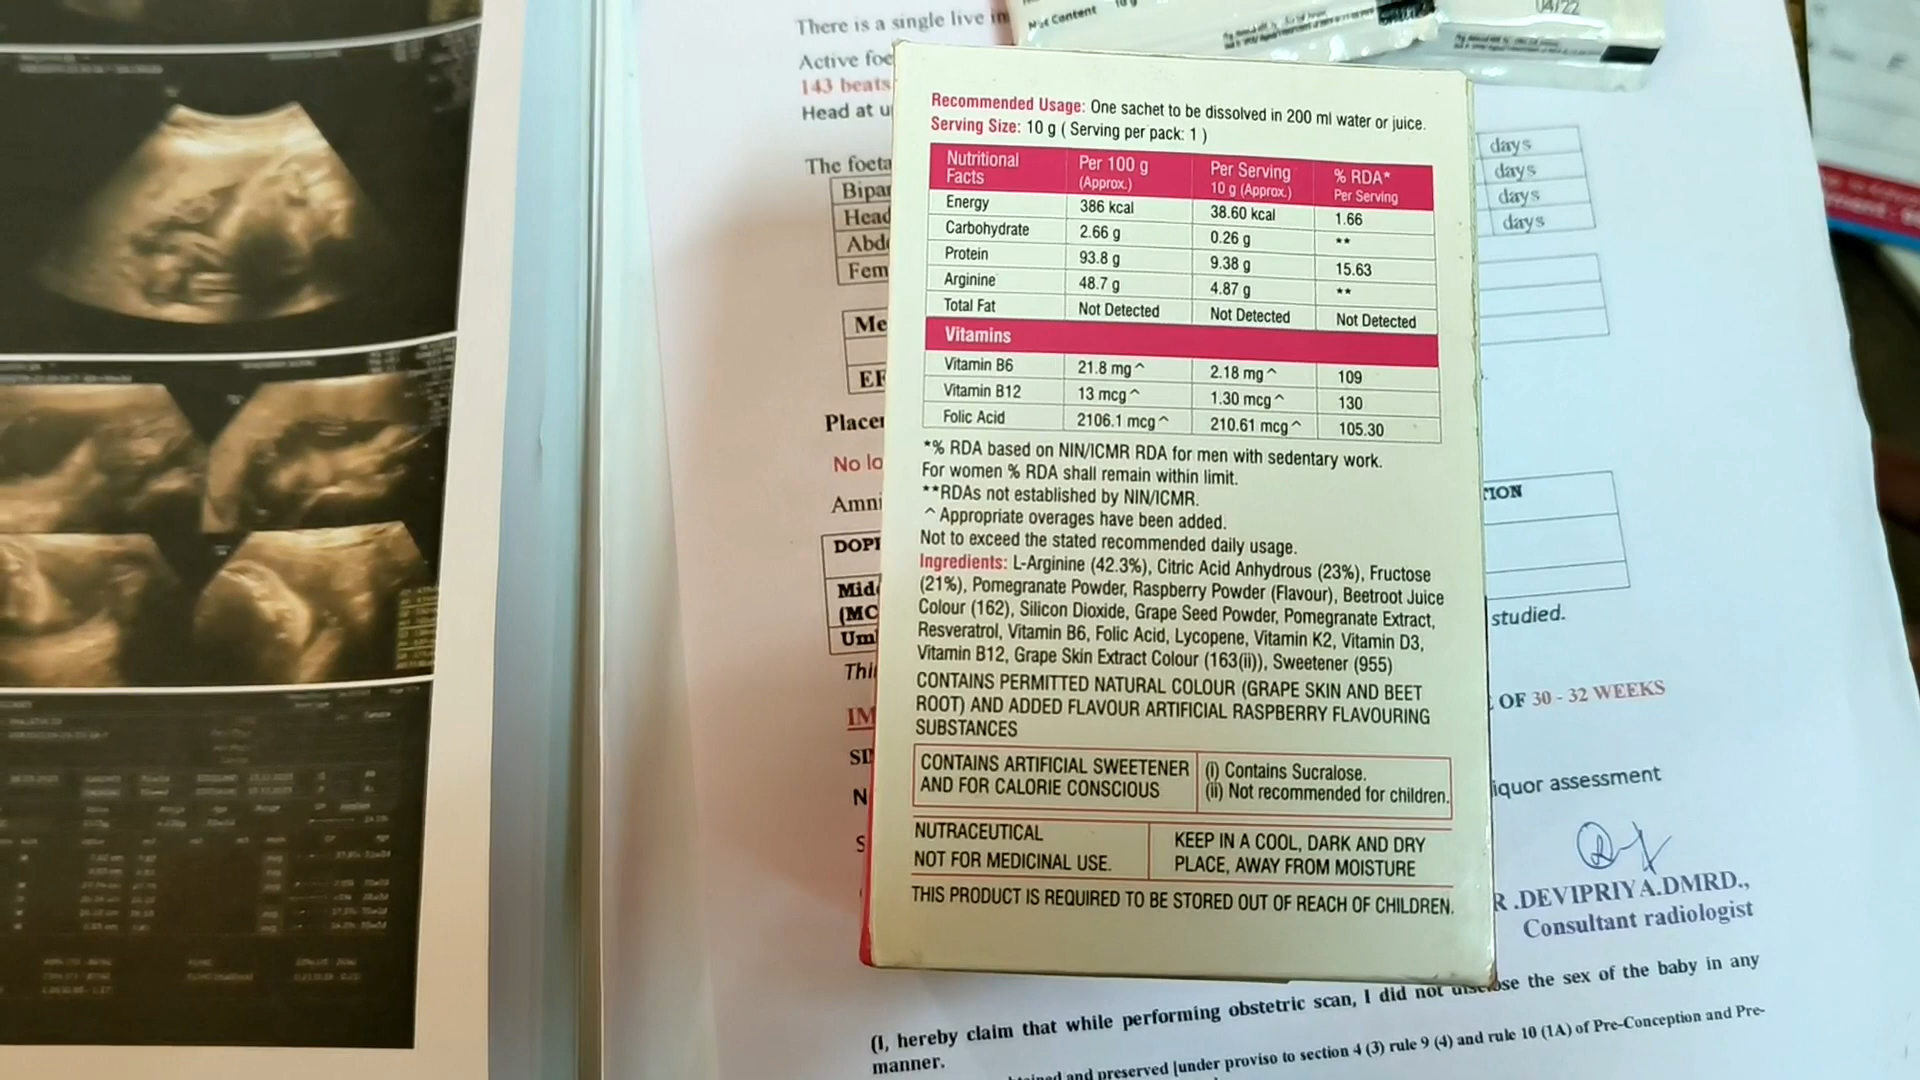 There is a single live in
Active foe
143 beats
Head at u
The foeta
Bipar
Head
Abd
Fem
Me
EF
Placer
No lo
Amni
DOPI
Mid
(MC
Um
Thi
IM
Net Content
04/22
Recommended Usage: One sachet to be dissolved in 200 ml water or juice.
Serving Size: 10 g ( Serving per pack: 1 )
Nutritional Facts Per 100 g (Approx.) Per Serving 10 g (Approx.) % RDA* Per Serving
Energy 386 kcal 38.60 kcal 1.66
Carbohydrate 2.66 g 0.26 g **
Protein 93.8 g 9.38 g 15.63
Arginine 48.7 g 4.87 g **
Total Fat Not Detected Not Detected Not Detected
Vitamins
Vitamin B6 21.8 mg^ 2.18 mg^ 109
Vitamin B12 13 mcg^ 1.30 mcg^ 130
Folic Acid 2106.1 mcg^ 210.61 mcg^ 105.30
*% RDA based on NIN/ICMR RDA for men with sedentary work.
For women % RDA shall remain within limit.
**RDAs not established by NIN/ICMR.
^ Appropriate overages have been added.
Not to exceed the stated recommended daily usage.
Ingredients: L-Arginine (42.3%), Citric Acid Anhydrous (23%), Fructose
(21%), Pomegranate Powder, Raspberry Powder (Flavour), Beetroot Juice
Colour (162), Silicon Dioxide, Grape Seed Powder, Pomegranate Extract,
Resveratrol, Vitamin B6, Folic Acid, Lycopene, Vitamin K2, Vitamin D3,
Vitamin B12, Grape Skin Extract Colour (163(ii)), Sweetener (955)
CONTAINS PERMITTED NATURAL COLOUR (GRAPE SKIN AND BEET
ROOT) AND ADDED FLAVOUR ARTIFICIAL RASPBERRY FLAVOURING
SUBSTANCES
CONTAINS ARTIFICIAL SWEETENER
AND FOR CALORIE CONSCIOUS
(i) Contains Sucralose.
(ii) Not recommended for children.
NUTRACEUTICAL
NOT FOR MEDICINAL USE.
KEEP IN A COOL, DARK AND DRY
PLACE, AWAY FROM MOISTURE
THIS PRODUCT IS REQUIRED TO BE STORED OUT OF REACH OF CHILDREN.
days
days
days
days
TION
studied.
OF 30 - 32 WEEKS
iquor assessment
R .DEVIPRIYA.DMRD.,
Consultant radiologist
(I, hereby claim that while performing obstetric scan, I did not disclose the sex of the baby in any
manner.
and preserved [under proviso to section 4 (3) rule 9 (4) and rule 10 (1A) of Pre-Conception and Pre-